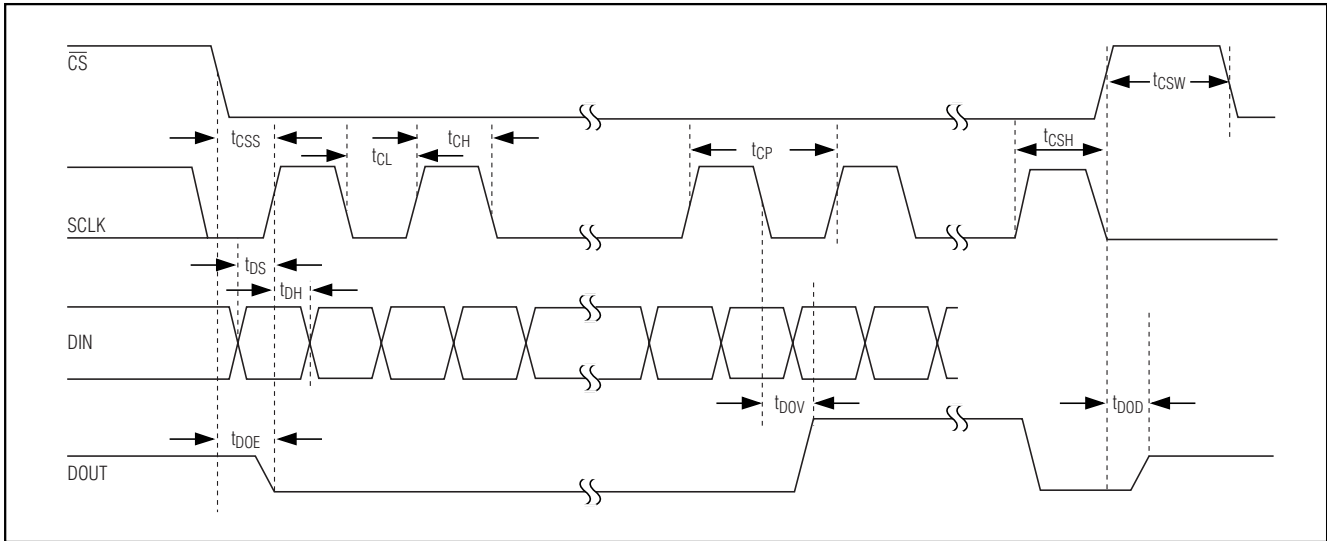 CS
tCSW
tCSS
tCL
tCH
tCP
tCSH
SCLK
tDS
tDH
DIN
tDOV
tDOD
tDOE
DOUT